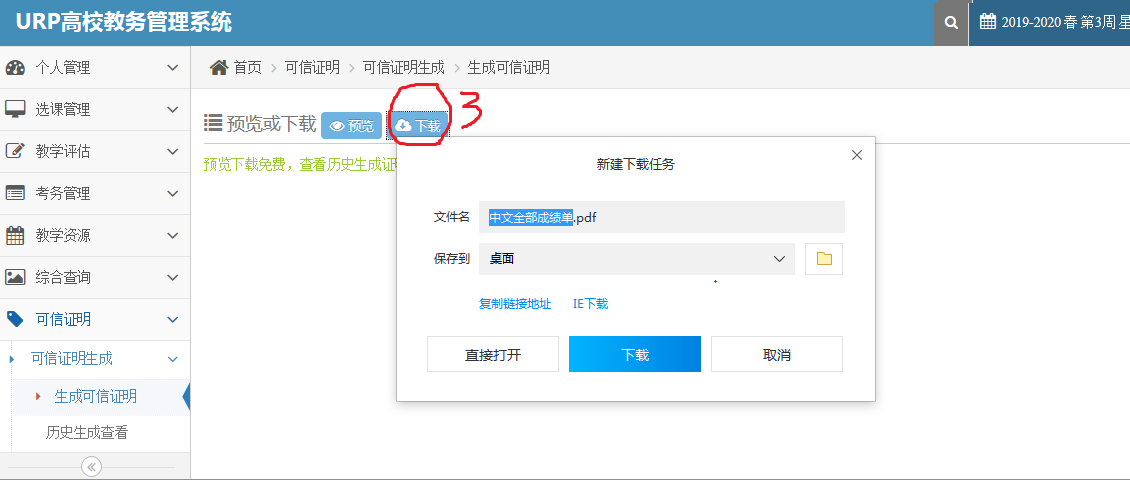 URP高校教务管理系统
2019-2020 春 第3周 星
个人管理
首页 可信证明 可信证明生成 生成可信证明
选课管理
预览或下载 预览 下载 3
教学评估
预览下载免费，查看历史生成证
新建下载任务
考务管理
文件名 中文全部成绩单.pdf
教学资源
保存到 桌面
综合查询
复制链接地址 IE下载
可信证明
直接打开 下载 取消
可信证明生成
生成可信证明
历史生成查看